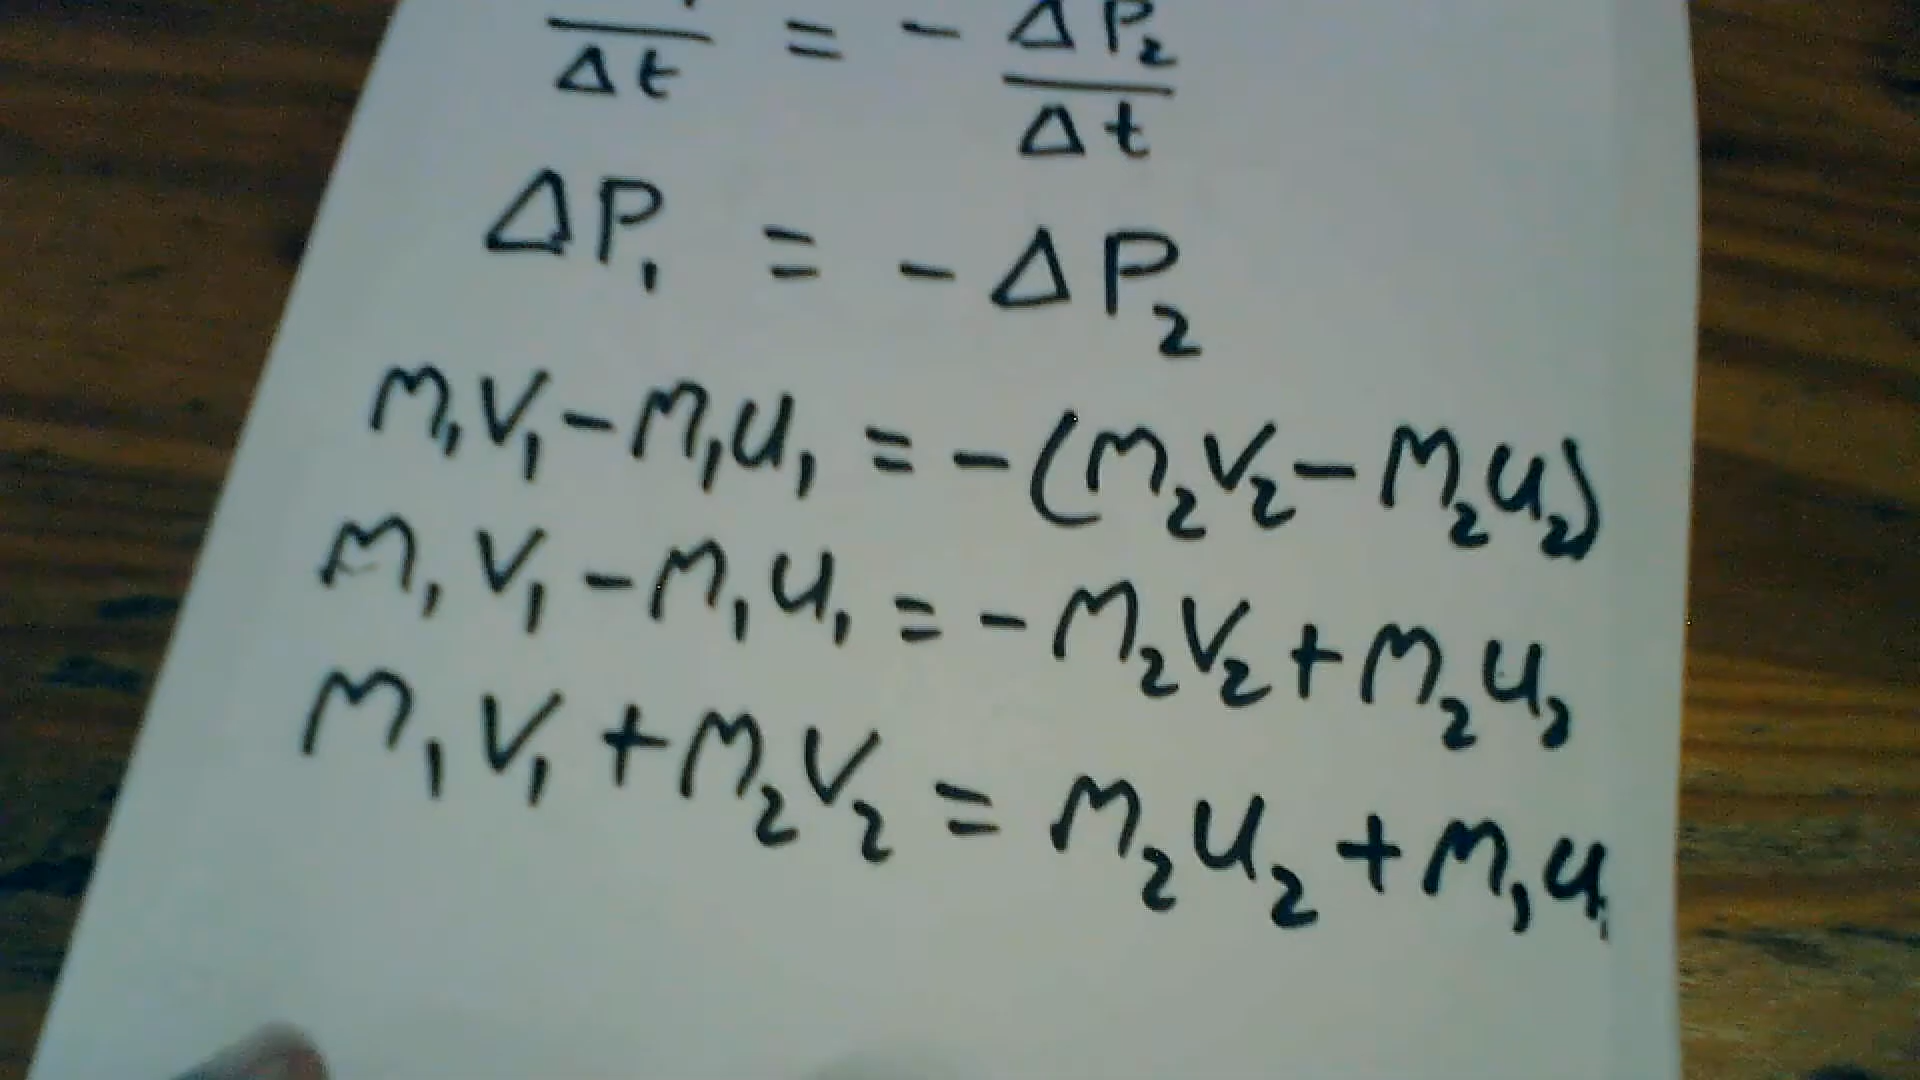 /Δt = - ΔP₂/Δt
ΔP₁ = - ΔP₂
m₁v₁ - m₁u₁ = - (m₂v₂ - m₂u₂)
m₁v₁ - m₁u₁ = - m₂v₂ + m₂u₂
m₁v₁ + m₂v₂ = m₂u₂ + m₁u₁